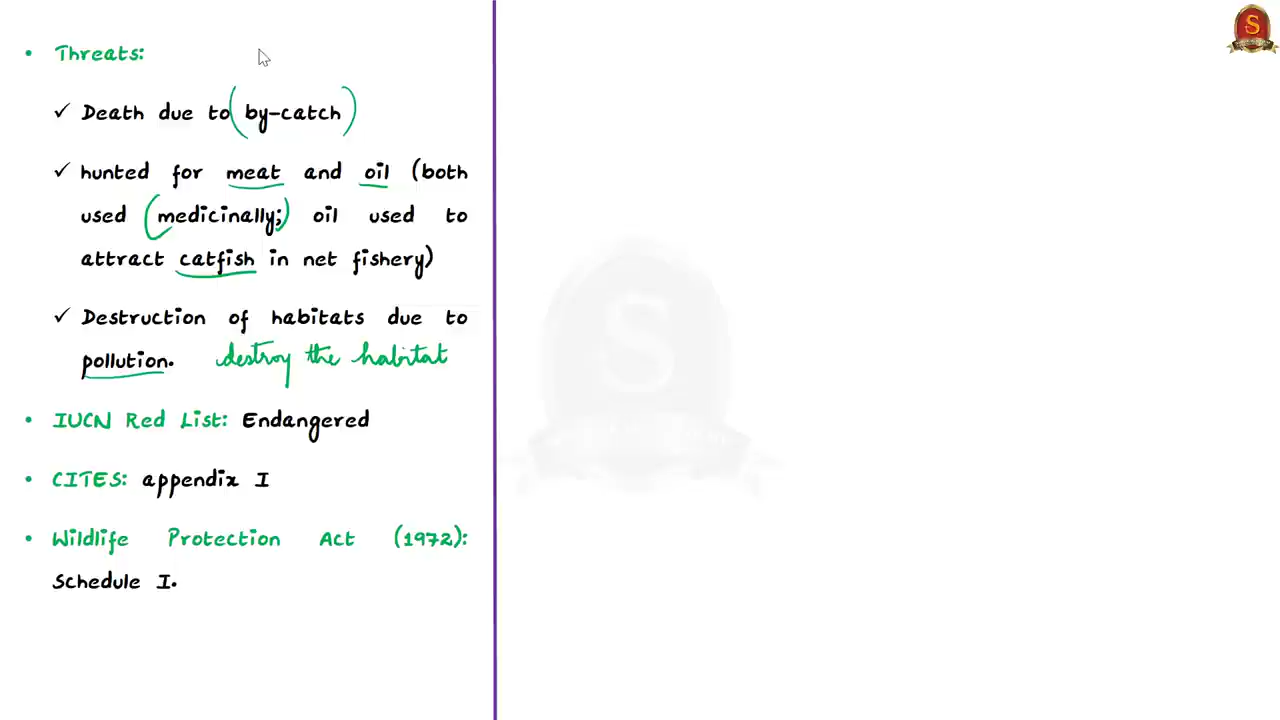 • Threats:
✓ Death due to (by-catch)
✓ hunted for meat and oil (both
used (medicinally;) oil used to
attract catfish in net fishery)
✓ Destruction of habitats due to
pollution. destroy the habitat
• IUCN Red List: Endangered
• CITES: appendix I
• Wildlife Protection Act (1972):
Schedule I.
S
S